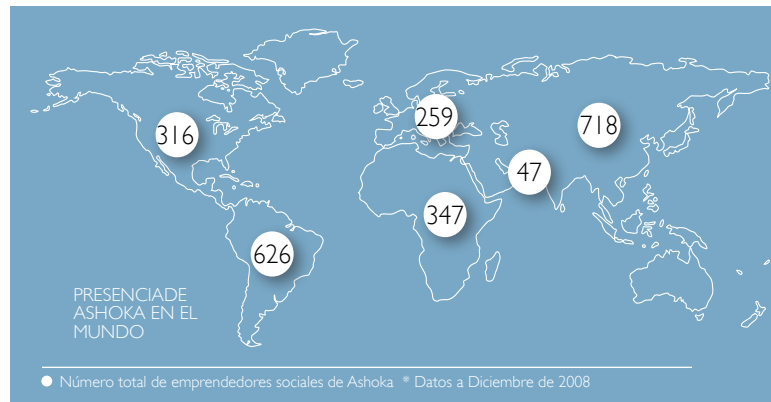 259
718
316
47
347
626
PRESENCIADE
ASHOKA EN EL
MUNDO
Número total de emprendedores sociales de Ashoka * Datos a Diciembre de 2008